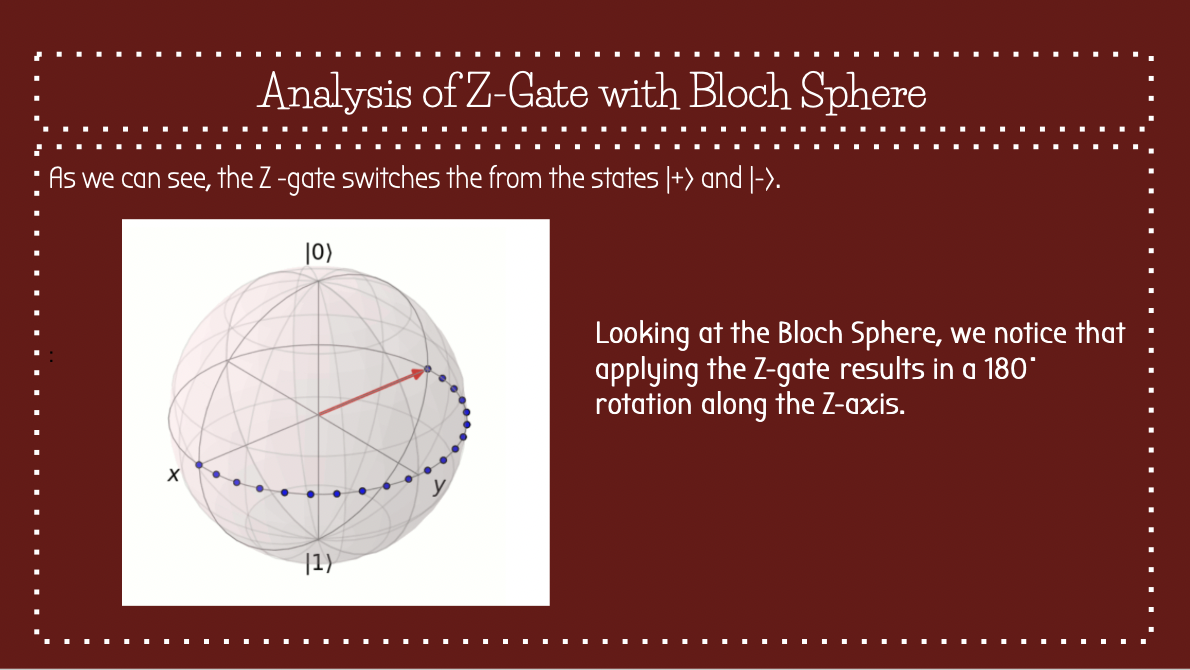 Analysis of Z-Gate with Bloch Sphere
As we can see, the Z -gate switches the from the states |+⟩ and |-⟩.
|0⟩
:
Looking at the Bloch Sphere, we notice that
applying the Z-gate results in a 180°
rotation along the Z-axis.
x
y
|1⟩